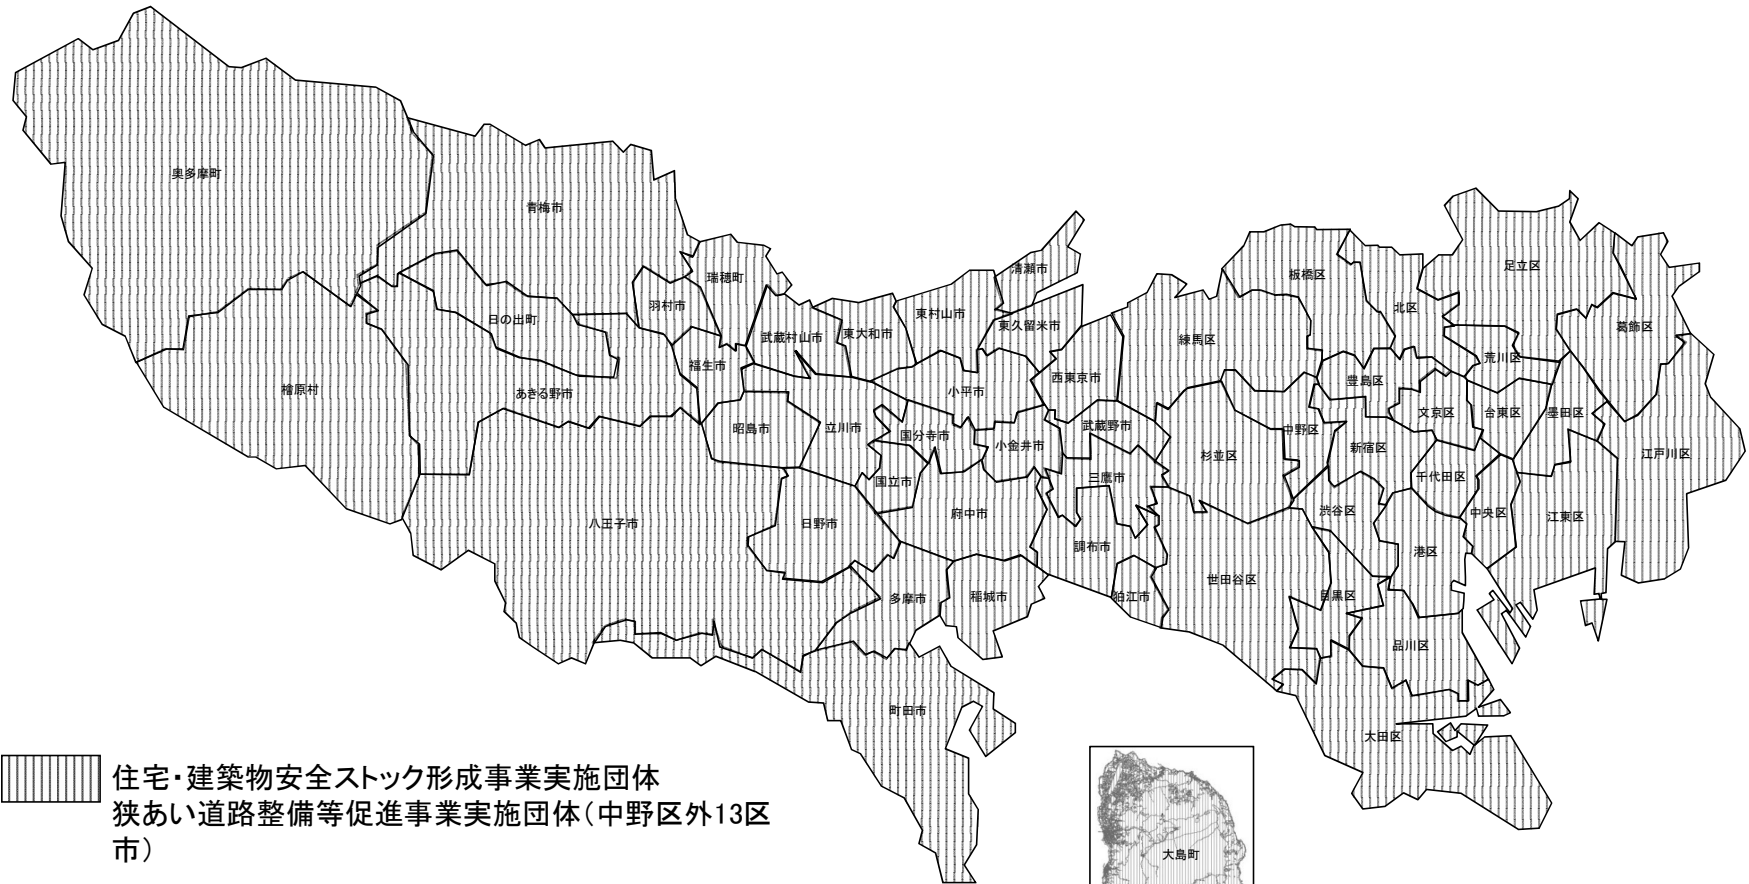 奥多摩町
青梅市
瑞穂町
羽村市
日の出町
檜原村
あきる野市
福生市
武蔵村山市
東大和市
東村山市
清瀬市
東久留米市
西東京市
小平市
昭島市
立川市
国分寺市
小金井市
武蔵野市
国立市
三鷹市
八王子市
日野市
府中市
調布市
狛江市
多摩市
稲城市
町田市
板橋区
北区
足立区
葛飾区
練馬区
荒川区
豊島区
文京区
台東区
墨田区
中野区
杉並区
新宿区
千代田区
江戸川区
渋谷区
中央区
江東区
港区
世田谷区
目黒区
品川区
大田区
大島町
住宅・建築物安全ストック形成事業実施団体
狭あい道路整備等促進事業実施団体（中野区外13区
市）